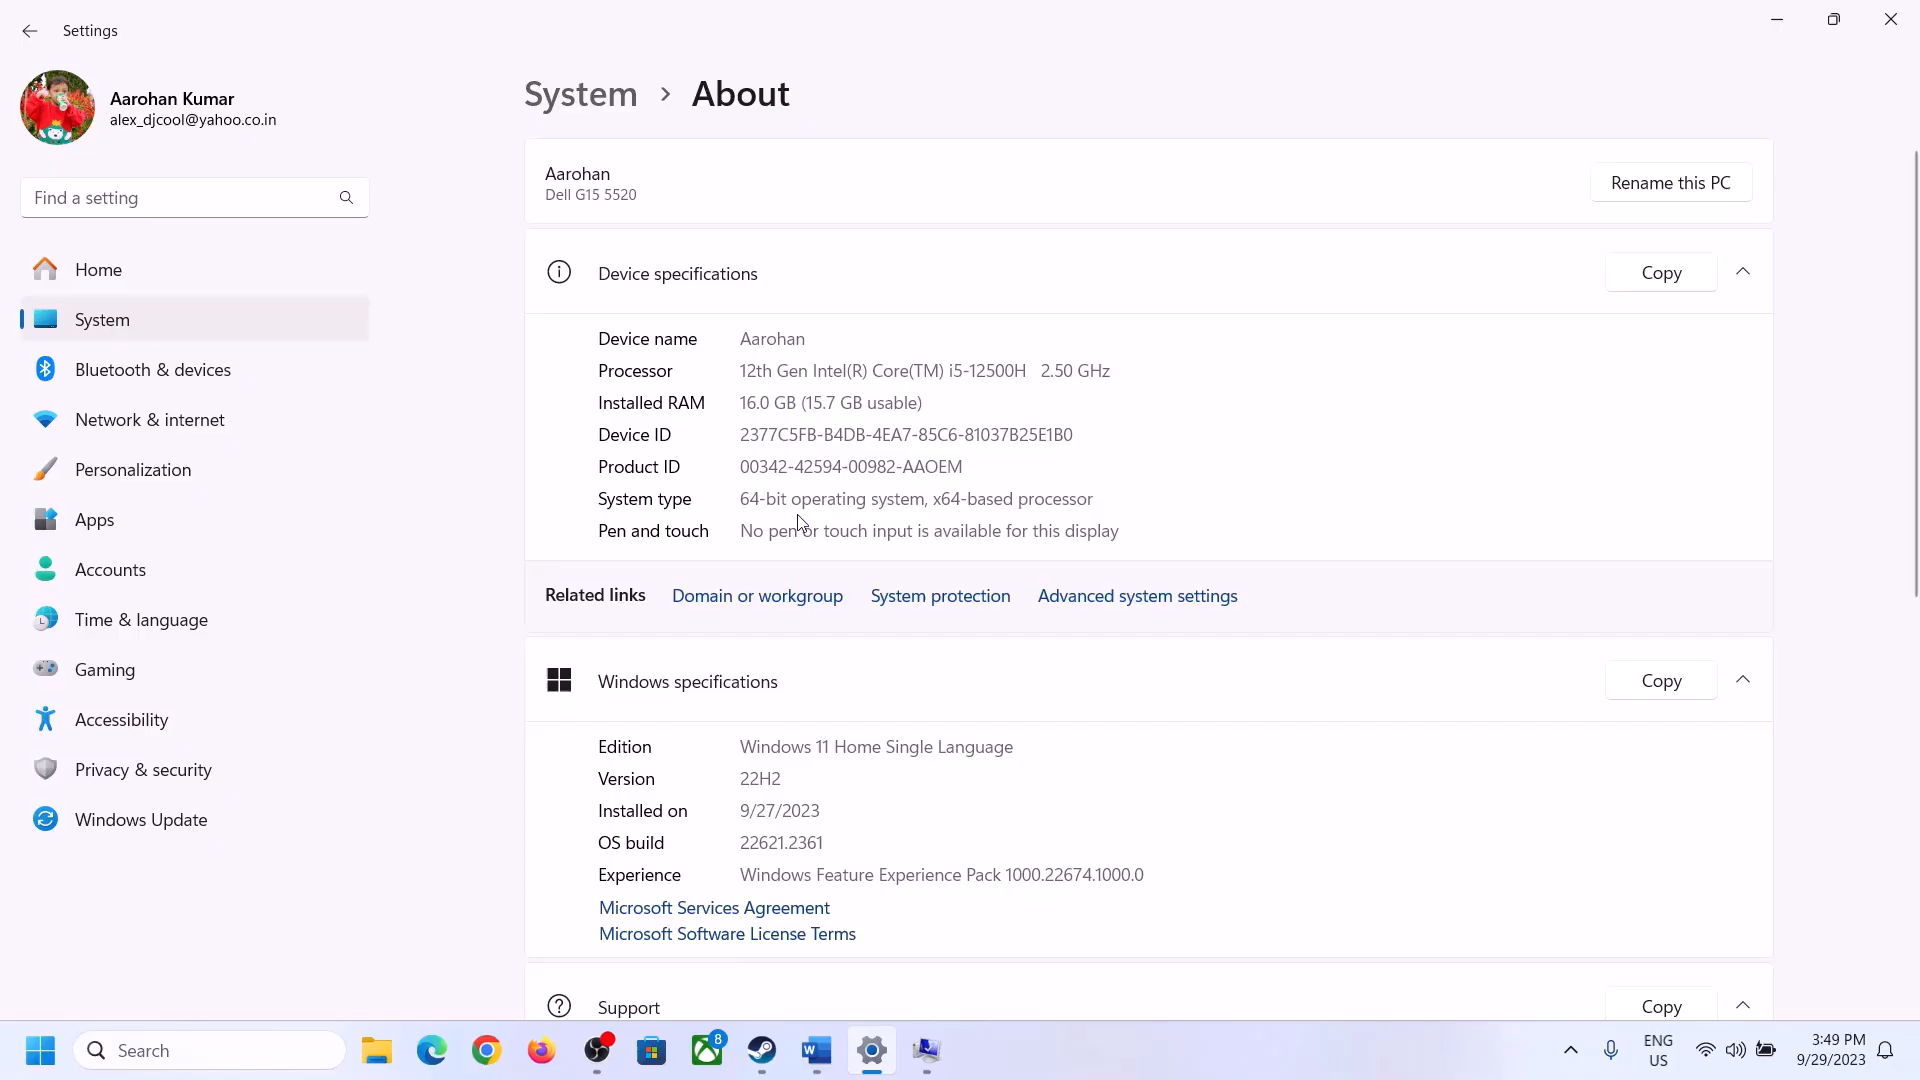 Settings
Aarohan Kumar
alex_djcool@yahoo.co.in
Find a setting
Home
System
Bluetooth & devices
Network & internet
Personalization
Apps
Accounts
Time & language
Gaming
Accessibility
Privacy & security
Windows Update
System > About
Aarohan
Dell G15 5520
Rename this PC
Device specifications
Copy
Device name Aarohan
Processor 12th Gen Intel(R) Core(TM) i5-12500H 2.50 GHz
Installed RAM 16.0 GB (15.7 GB usable)
Device ID 2377C5FB-B4DB-4EA7-85C6-81037B25E1B0
Product ID 00342-42594-00982-AAOEM
System type 64-bit operating system, x64-based processor
Pen and touch No pen or touch input is available for this display
Related links Domain or workgroup System protection Advanced system settings
Windows specifications
Copy
Edition Windows 11 Home Single Language
Version 22H2
Installed on 9/27/2023
OS build 22621.2361
Experience Windows Feature Experience Pack 1000.22674.1000.0
Microsoft Services Agreement
Microsoft Software License Terms
Support
Copy
Search
8
W
ENG
US
3:49 PM
9/29/2023